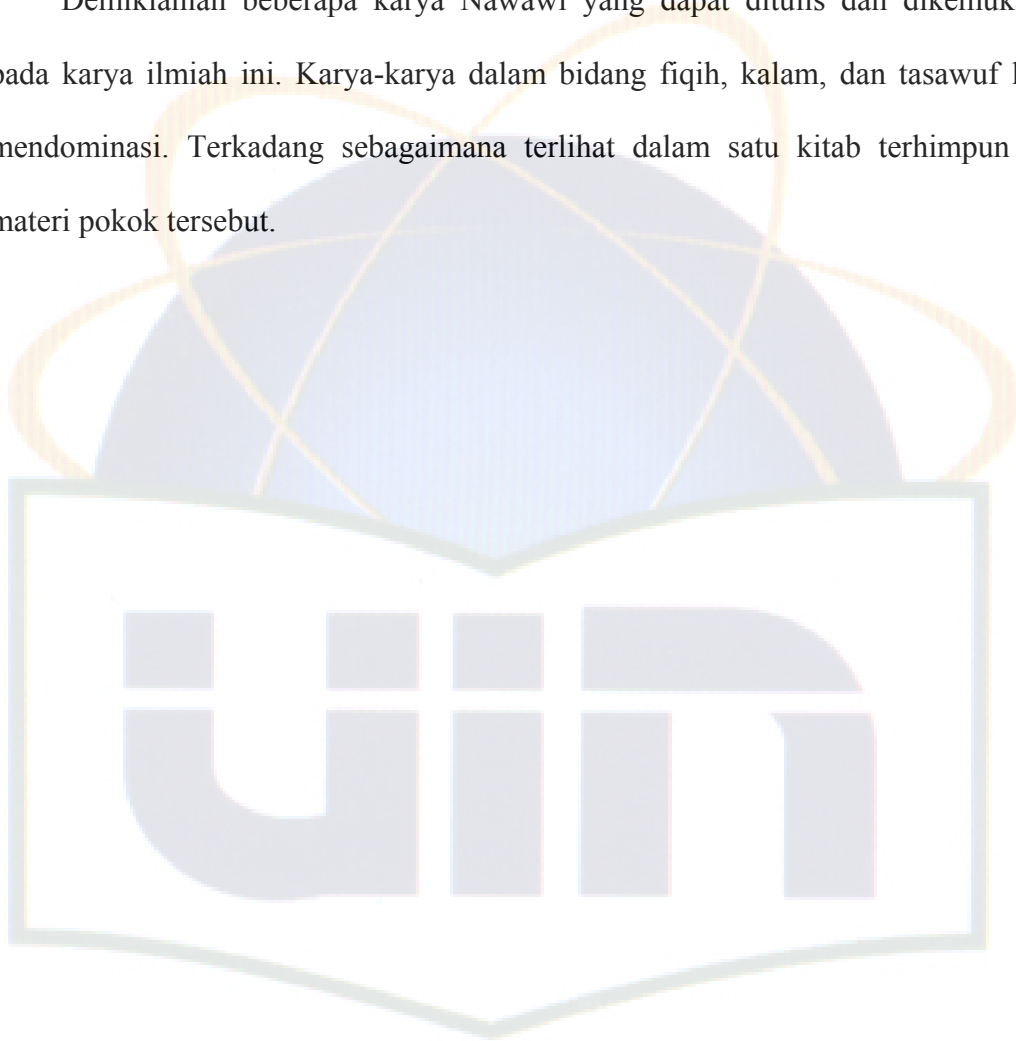 Demikianlah beberapa karya Nawawi yang dapat ditulis dan
pada karya ilmiah ini. Karya-karya dalam bidang fiqih, kalam, dan tasawuf
mendominasi. Terkadang sebagaimana terlihat dalam satu kitab terhimpun
materi pokok tersebut.
uin